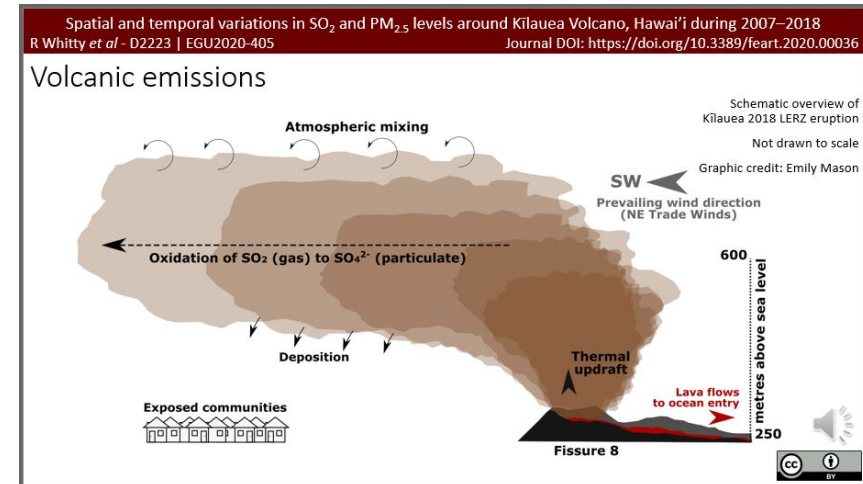 Spatial and temporal variations in SO₂ and PM₂.₅ levels around Kīlauea Volcano, Hawai'i during 2007–2018
R Whitty et al - D2223 | EGU2020-405
Journal DOI: https://doi.org/10.3389/feart.2020.00036
Volcanic emissions
Schematic overview of
Kīlauea 2018 LERZ eruption
Not drawn to scale
Graphic credit: Emily Mason
Atmospheric mixing
SW
Prevailing wind direction
(NE Trade Winds)
Oxidation of SO₂ (gas) to SO₄²⁻ (particulate)
600
metres above sea level
250
Deposition
Thermal
updraft
Lava flows
to ocean entry
Exposed communities
Fissure 8
cc
BY